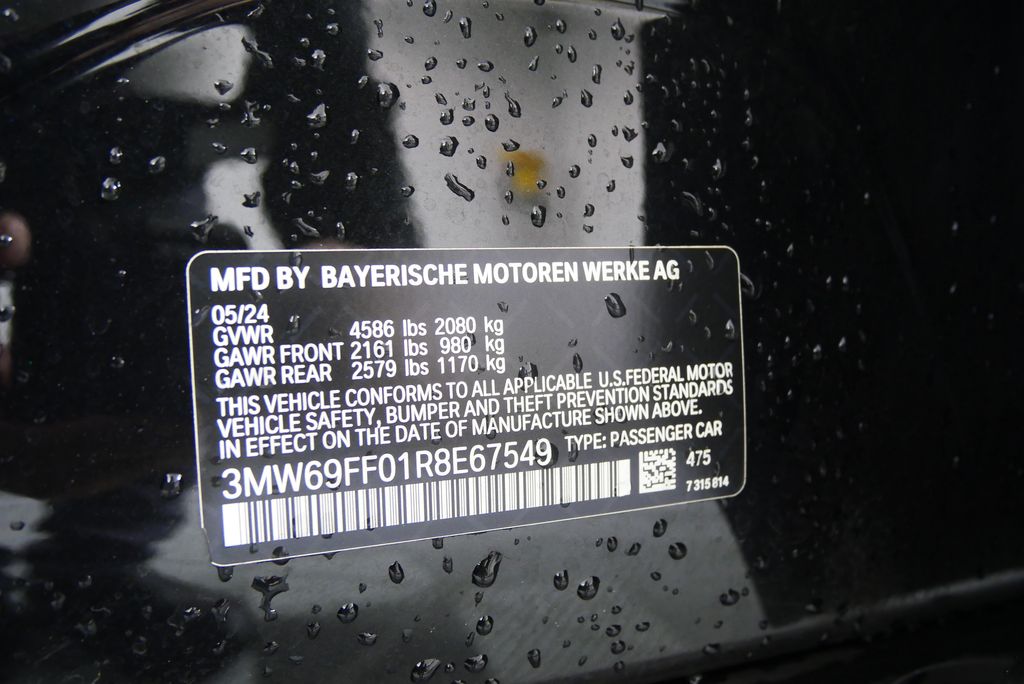 MFD BY BAYERISCHE MOTOREN WERKE AG
05/24
GVWR 4586 lbs 2080 kg
GAWR FRONT 2161 lbs 980 kg
GAWR REAR 2579 lbs 1170 kg
THIS VEHICLE CONFORMS TO ALL APPLICABLE U.S.FEDERAL MOTOR
VEHICLE SAFETY, BUMPER AND THEFT PREVENTION STANDARDS
IN EFFECT ON THE DATE OF MANUFACTURE SHOWN ABOVE.
3MW69FF01R8E67549 TYPE: PASSENGER CAR
475
7 315 814